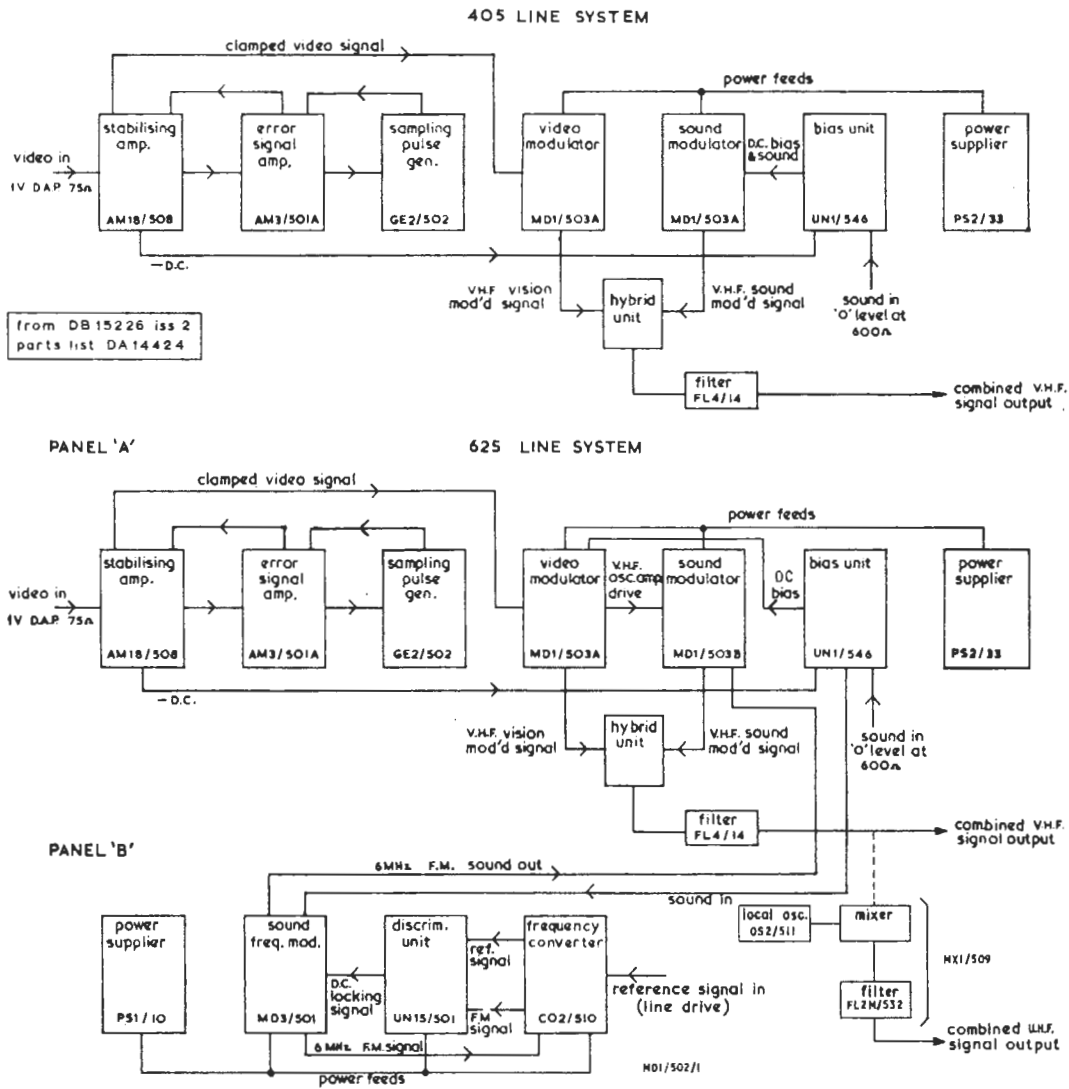 405 LINE SYSTEM
clamped video signal
power feeds
stabilising
amp.
AM18/508
error
signal
amp.
AM3/501A
sampling
pulse
gen.
GE2/502
video
modulator
MD1/503A
sound
modulator
MD1/503A
D.C. bias
& sound
bias unit
UN1/546
power
supplier
PS2/33
video in
1V D.A.P. 75Ω
—D.C.
V.H.F. vision
mod'd signal
hybrid
unit
V.H.F. sound
mod'd signal
sound in
'O' level at
600Ω
from DB15226 iss 2
parts list DA14424
filter
FL4/14
combined V.H.F.
signal output
PANEL 'A'
625 LINE SYSTEM
clamped video signal
power feeds
stabilising
amp.
AM18/508
error
signal
amp.
AM3/501A
sampling
pulse
gen.
GE2/502
video
modulator
MD1/503A
V.H.F.
osc.amp
drive
sound
modulator
MD1/503B
DC
bias
bias unit
UN1/546
power
supplier
PS2/33
video in
1V D.A.P. 75Ω
—D.C.
V.H.F. vision
mod'd signal
hybrid
unit
V.H.F. sound
mod'd signal
sound in
'O' level at
600Ω
filter
FL4/14
combined V.H.F.
signal output
PANEL 'B'
6MHz F.M. sound out
sound in
power
supplier
PS1/10
sound
freq. mod.
MD3/501
D.C.
locking
signal
discrim.
unit
UN15/501
ref.
signal
F.M
signal
frequency
converter
CO2/510
reference signal in
(line drive)
6 MHz F.M. signal
power feeds
local osc.
OS2/511
mixer
MX1/509
filter
FL2M/532
combined U.H.F.
signal output
MD1/502/1